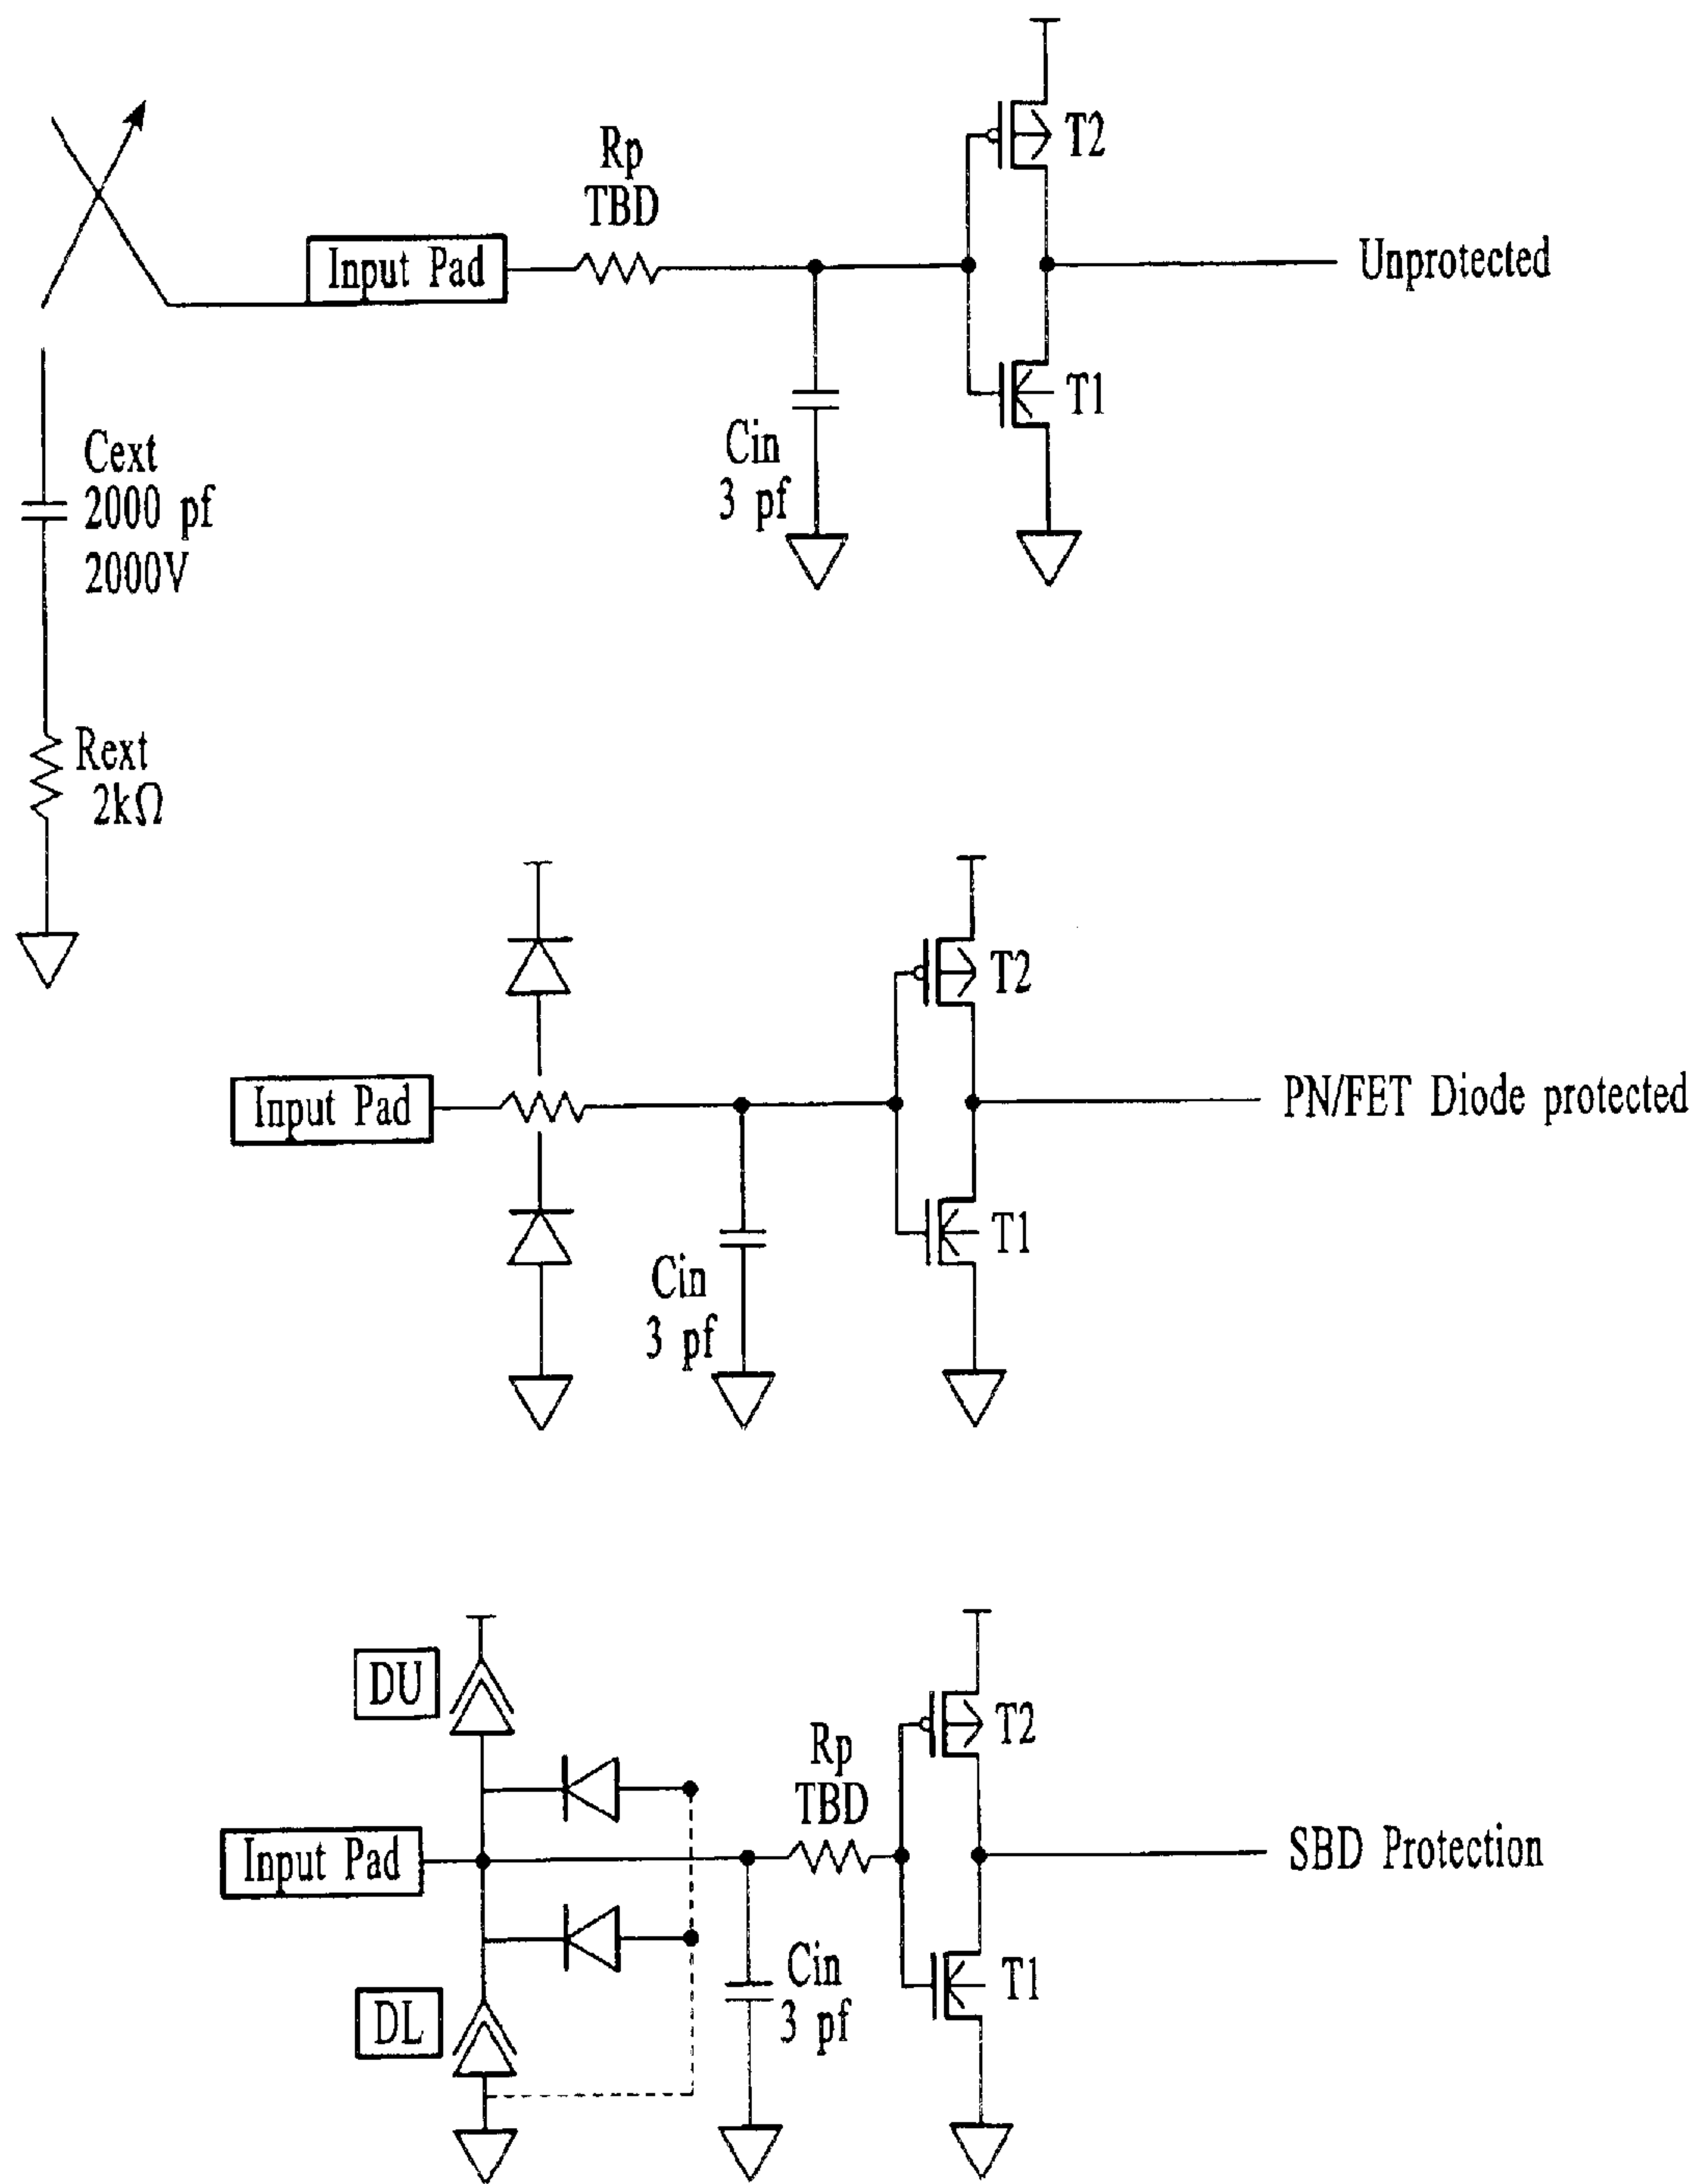 T2
Rp
TBD
Input Pad
Unprotected
T1
Cext
2000 pf
2000V
Cin
3 pf
Rext
2kΩ
T2
Input Pad
PN/FET Diode protected
T1
Cin
3 pf
DU
T2
Rp
TBD
Input Pad
SBD Protection
DL
Cin
3 pf
T1